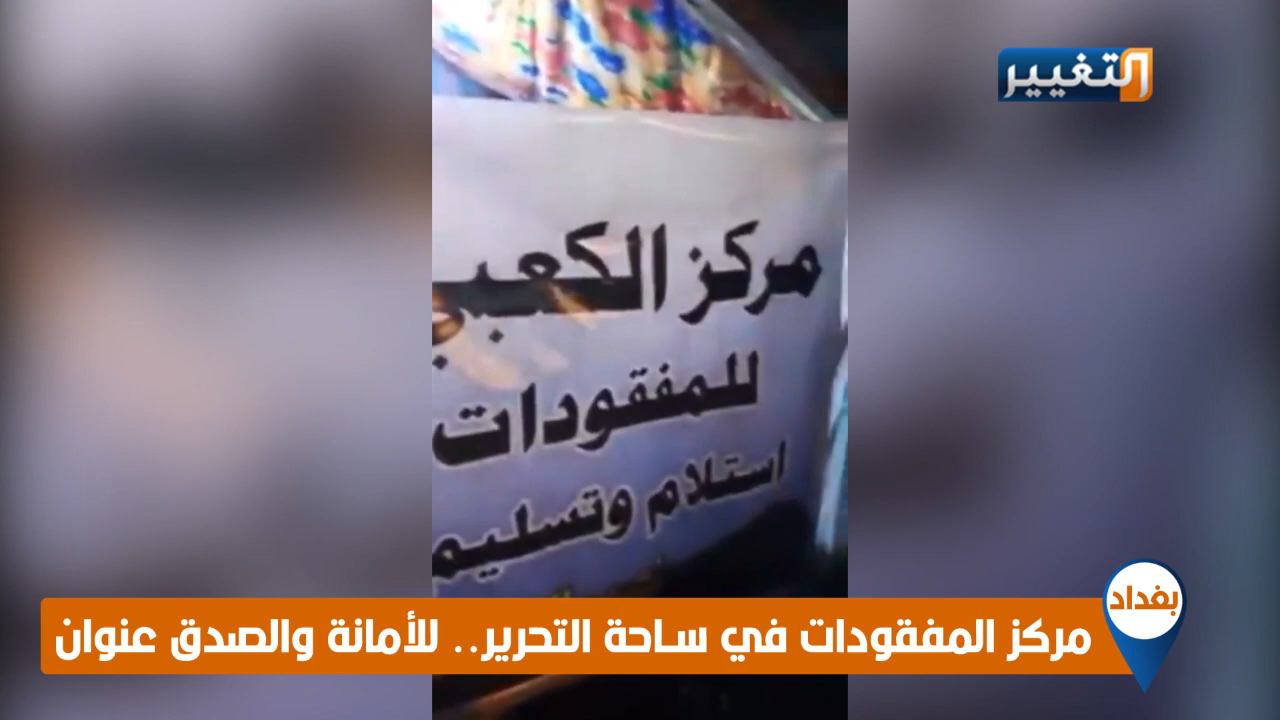 التغيير
مركز الكعبي
للمفقودات
استلام وتسليم
بغداد
مركز المفقودات في ساحة التحرير.. للأمانة والصدق عنوان